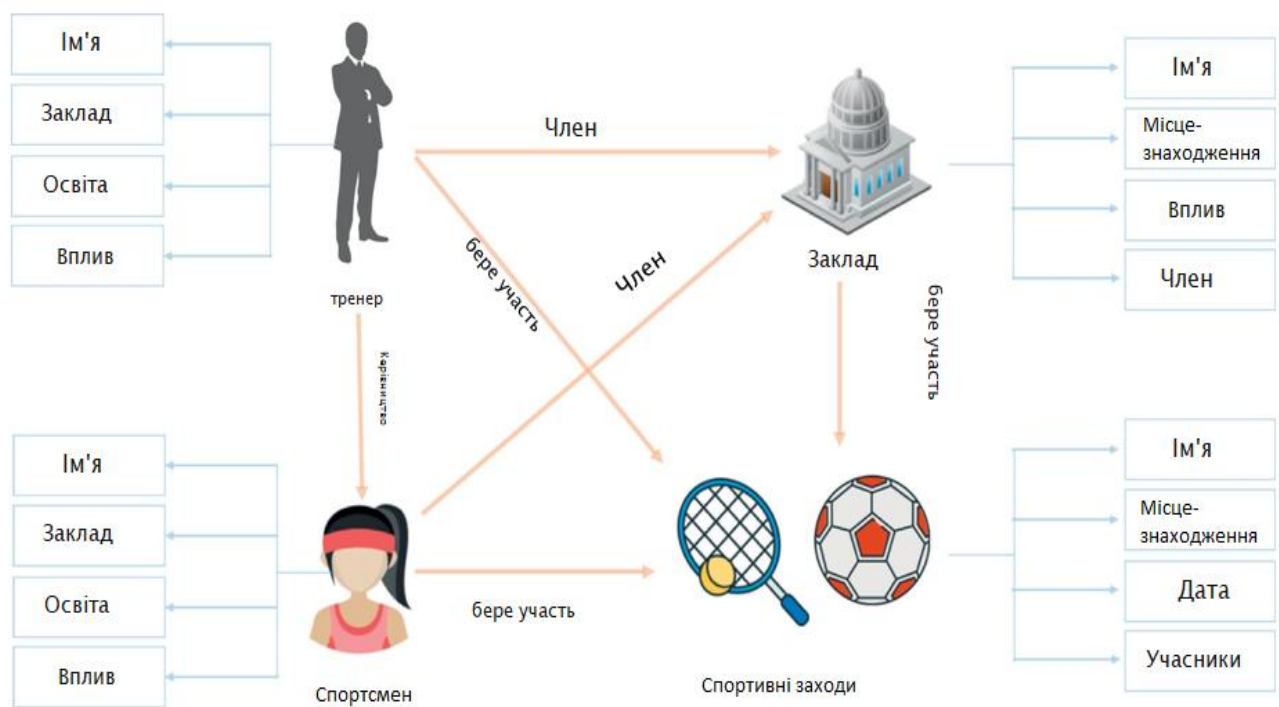 Ім'я
Заклад
Освіта
Вплив
тренер
Член
бере участь
Член
Заклад
бере участь
Ім'я
Місце-
знаходження
Вплив
Член
Керівництво
Ім'я
Заклад
Освіта
Вплив
Спортсмен
бере участь
Спортивні заходи
Ім'я
Місце-
знаходження
Дата
Учасники